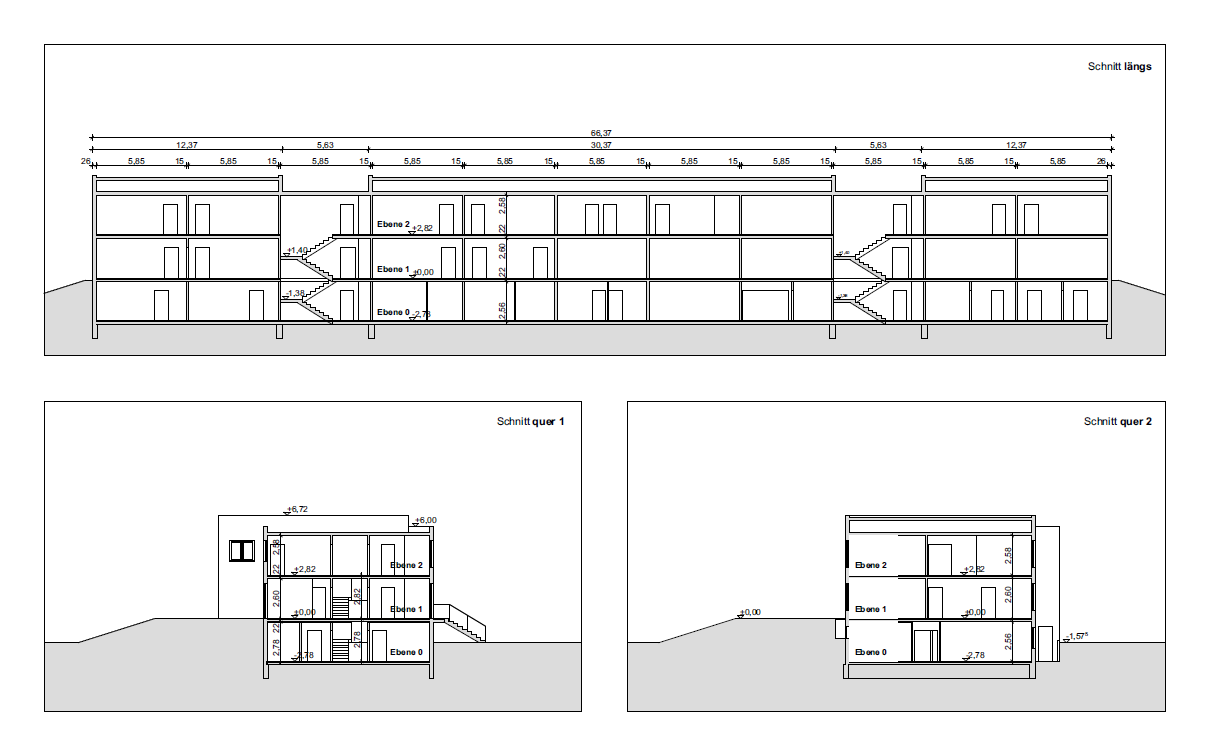 Schnitt längs
66,37
12,37 5,63 30,37 5,63 12,37
26 5,85 15 5,85 15 5,85 15 5,85 15 5,85 15 5,85 15 5,85 15 5,85 15 5,85 15 5,85 15 5,85 26
2,58
Ebene 2 +2,82 22
+1,40 2,60
Ebene 1 +0,00 22
-1,38
Ebene 0 -2,78 2,56
Schnitt quer 1
+6,72
+6,00
2,58
Ebene 2
22 +2,82
2,60 2,82
+0,00 Ebene 1
22
2,78 2,78
-2,78 Ebene 0
Schnitt quer 2
2,58
Ebene 2 +2,82
2,60
+0,00 Ebene 1 +0,00
-1,57⁵
2,56
Ebene 0 -2,78